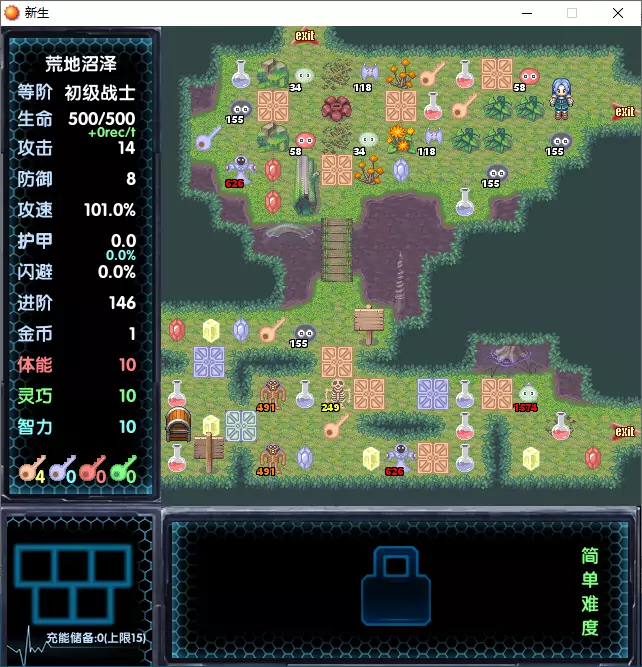 新生
荒地沼泽
等阶 初级战士
生命 500/500
+0rec/t
攻击 14
防御 8
攻速 101.0%
护甲 0.0
0.0%
闪避 0.0%
进阶 146
金币 1
体能 10
灵巧 10
智力 10
4 0 0 0
充能储备:0(上限15)
exit
34 118 58
155
exit
58 34 118 155
626 155
155
491 249 1574
exit
491 626
简单难度